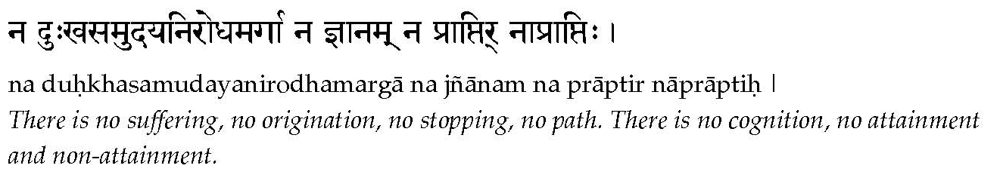 न दुःखसमुदयनिरोधमर्गा न ज्ञानम् न प्राप्तिर् नाप्राप्तिः।
na duḥkhasamudayanirodhamargā na jñānam na prāptir nāprāptiḥ |
There is no suffering, no origination, no stopping, no path. There is no cognition, no attainment
and non-attainment.